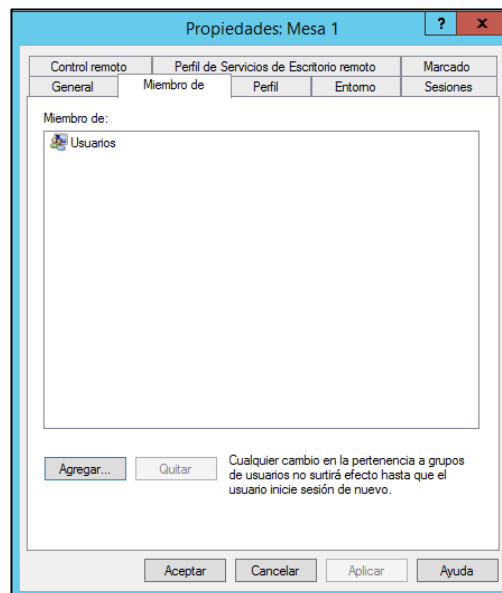 Propiedades: Mesa 1
? x
Control remoto Perfil de Servicios de Escritorio remoto Marcado
General Miembro de Perfil Entorno Sesiones
Miembro de:
Usuarios
Agregar... Quitar
Cualquier cambio en la pertenencia a grupos
de usuarios no surtirá efecto hasta que el
usuario inicie sesión de nuevo.
Aceptar Cancelar Aplicar Ayuda